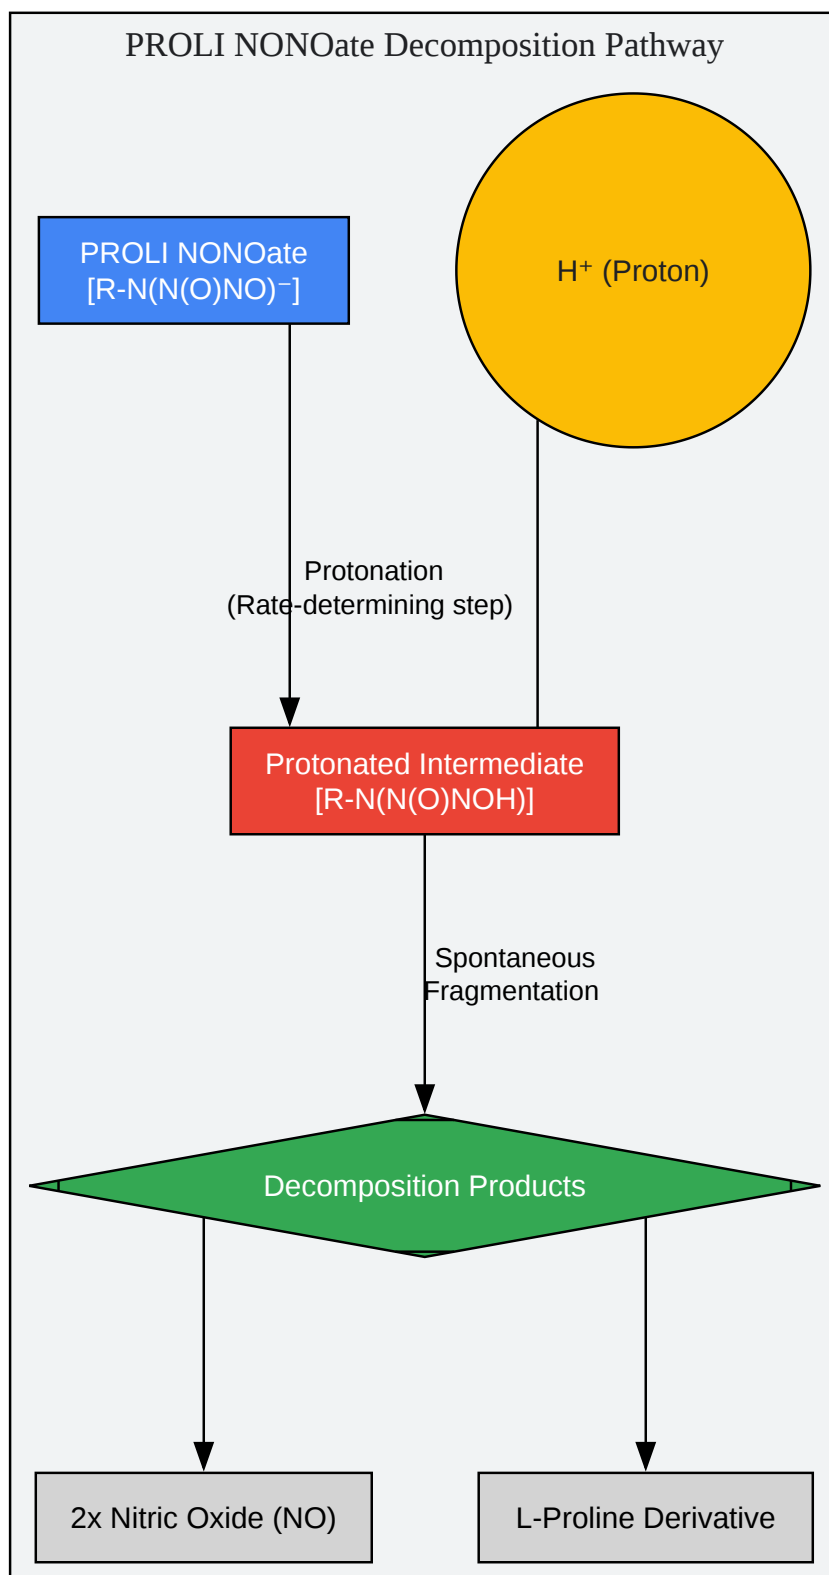 PROLI NONOate Decomposition Pathway
PROLI NONOate
[R-N(N(O)NO)⁻]
H⁺ (Proton)
Protonation
(Rate-determining step)
Protonated Intermediate
[R-N(N(O)NOH)]
Spontaneous
Fragmentation
Decomposition Products
2x Nitric Oxide (NO)
L-Proline Derivative